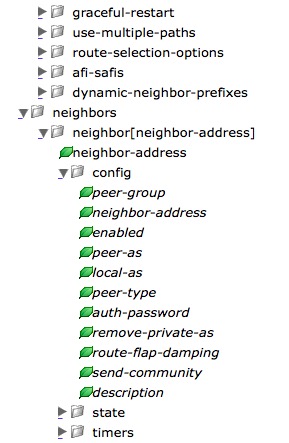 graceful-restart
use-multiple-paths
route-selection-options
afi-safis
dynamic-neighbor-prefixes
neighbors
neighbor[neighbor-address]
neighbor-address
config
peer-group
neighbor-address
enabled
peer-as
local-as
peer-type
auth-password
remove-private-as
route-flap-damping
send-community
description
state
timers